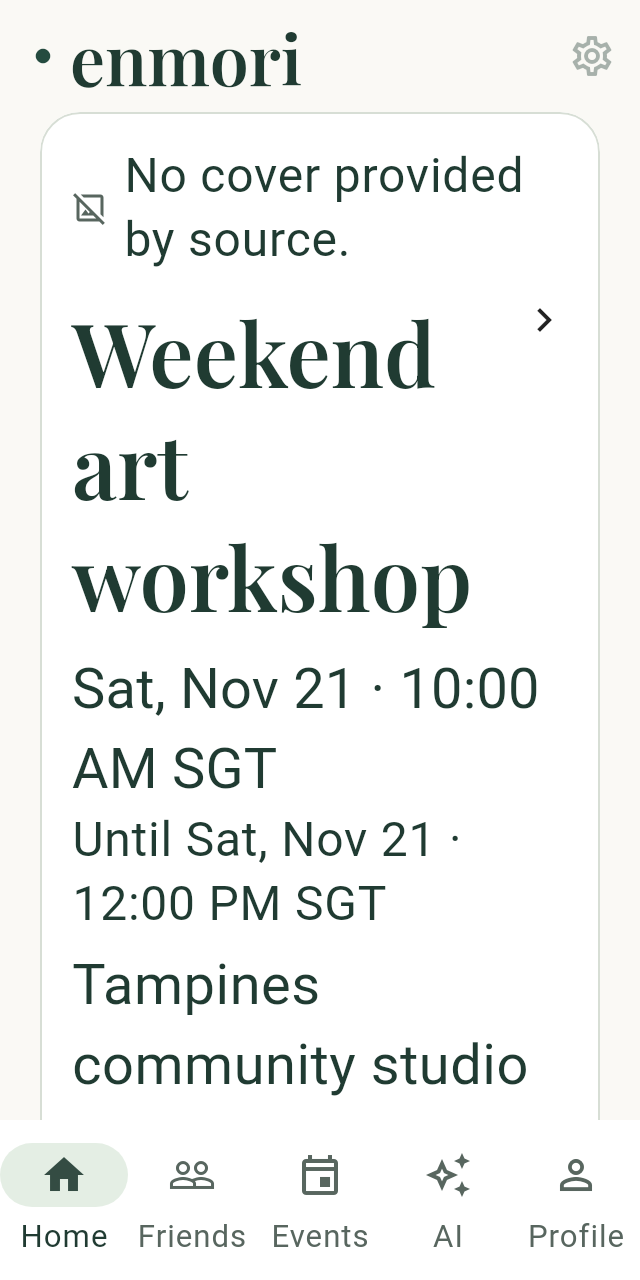 enmori
No cover provided
by source.
Weekend
art
workshop
Sat, Nov 21 · 10:00
AM SGT
Until Sat, Nov 21 ·
12:00 PM SGT
Tampines
community studio
Home
Friends
Events
AI
Profile